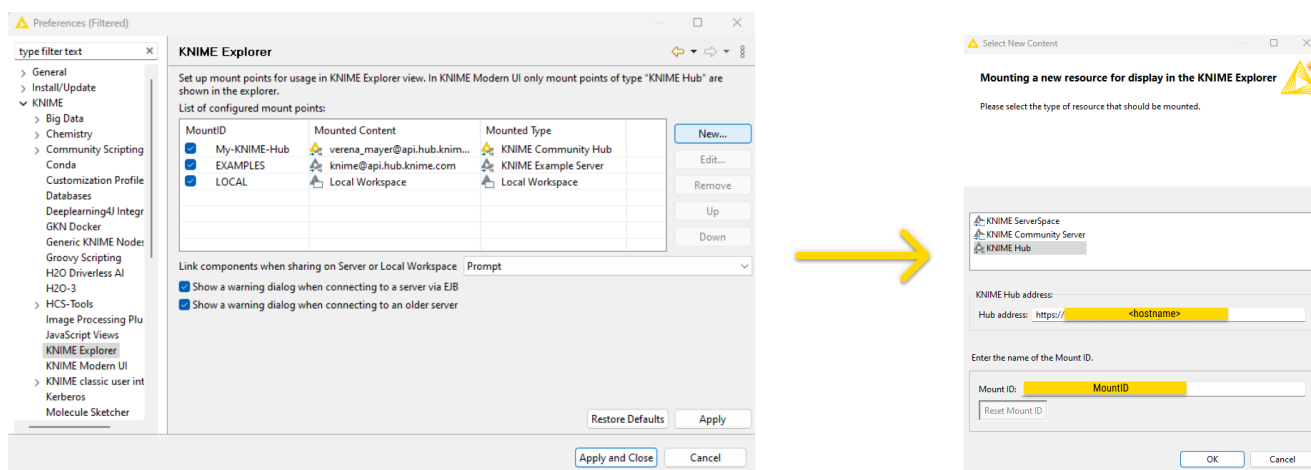 Preferences (Filtered)
type filter text
General
Install/Update
KNIME
Big Data
Chemistry
Community Scripting
Conda
Customization Profile
Databases
Deeplearning4J Integr
GKN Docker
Generic KNIME Nodes
Groovy Scripting
H2O Driverless AI
H2O-3
HCS-Tools
Image Processing Plu
JavaScript Views
KNIME Explorer
KNIME Modern UI
KNIME classic user int
Kerberos
Molecule Sketcher
KNIME Explorer
Set up mount points for usage in KNIME Explorer view. In KNIME Modern UI only mount points of type "KNIME Hub" are
shown in the explorer.
List of configured mount points:
MountID Mounted Content Mounted Type
My-KNIME-Hub verena_mayer@api.hub.knim... KNIME Community Hub
EXAMPLES knime@api.hub.knime.com KNIME Example Server
LOCAL Local Workspace Local Workspace
New...
Edit...
Remove
Up
Down
Link components when sharing on Server or Local Workspace Prompt
Show a warning dialog when connecting to a server via EJB
Show a warning dialog when connecting to an older server
Restore Defaults Apply
Apply and Close Cancel
Select New Content
Mounting a new resource for display in the KNIME Explorer
Please select the type of resource that should be mounted.
KNIME ServerSpace
KNIME Community Server
KNIME Hub
KNIME Hub address:
Hub address: https:// <hostname>
Enter the name of the Mount ID.
Mount ID: MountID
Reset Mount ID
OK Cancel